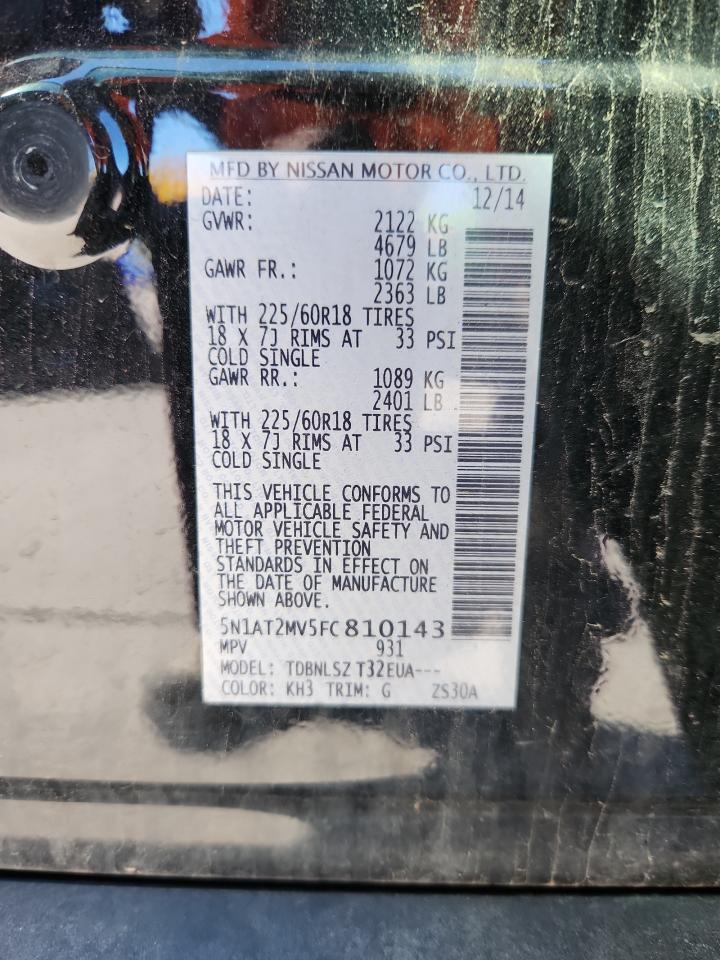 MFD BY NISSAN MOTOR CO., LTD.
DATE: 12/14
GVWR: 2122 KG
4679 LB
GAWR FR.: 1072 KG
2363 LB
WITH 225/60R18 TIRES
18 X 7J RIMS AT 33 PSI
COLD SINGLE
GAWR RR.: 1089 KG
2401 LB
WITH 225/60R18 TIRES
18 X 7J RIMS AT 33 PSI
COLD SINGLE
THIS VEHICLE CONFORMS TO
ALL APPLICABLE FEDERAL
MOTOR VEHICLE SAFETY AND
THEFT PREVENTION
STANDARDS IN EFFECT ON
THE DATE OF MANUFACTURE
SHOWN ABOVE.
5N1AT2MV5FC810143
MPV 931
MODEL: TDBNLSZ T32EUA---
COLOR: KH3 TRIM: G ZS30A